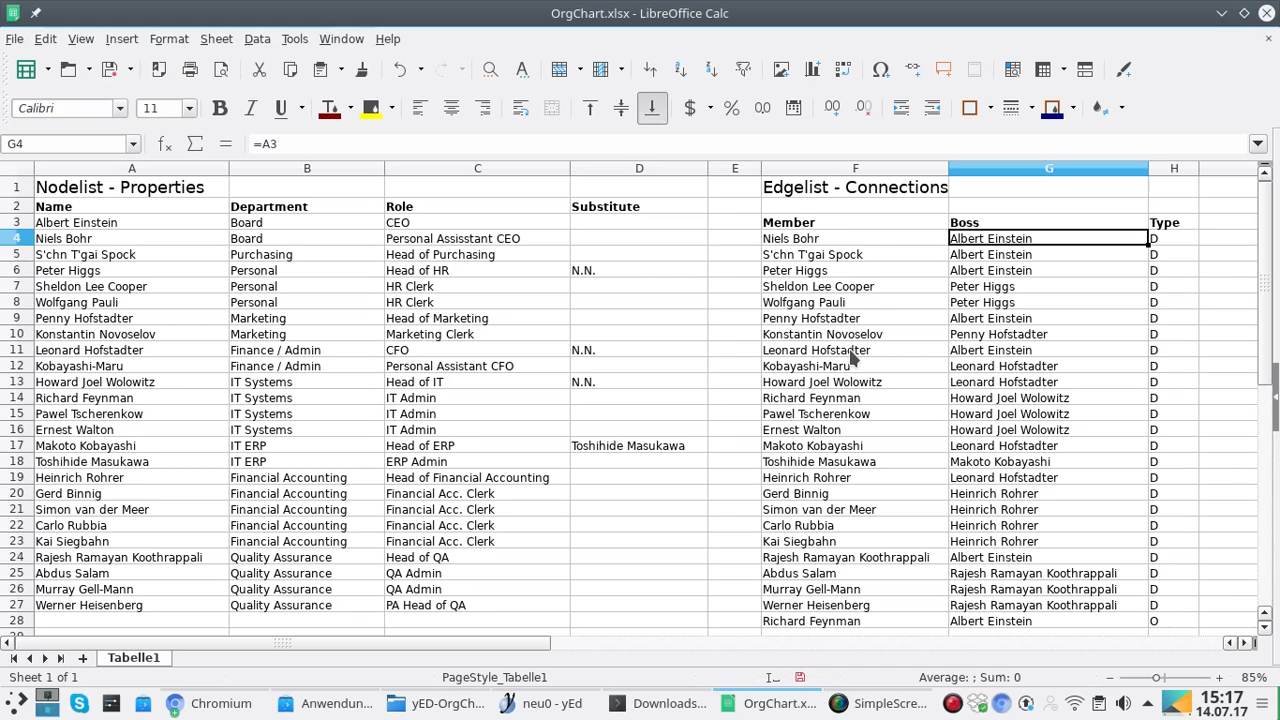 OrgChart.xlsx - LibreOffice Calc
File Edit View Insert Format Sheet Data Tools Window Help
Calibri 11
G4 =A3
A B C D E F G H
1 Nodelist - Properties Edgelist - Connections
2 Name Department Role Substitute
3 Albert Einstein Board CEO Member Boss Type
4 Niels Bohr Board Personal Assisstant CEO Niels Bohr Albert Einstein D
5 S'chn T'gai Spock Purchasing Head of Purchasing S'chn T'gai Spock Albert Einstein D
6 Peter Higgs Personal Head of HR N.N. Peter Higgs Albert Einstein D
7 Sheldon Lee Cooper Personal HR Clerk Sheldon Lee Cooper Peter Higgs D
8 Wolfgang Pauli Personal HR Clerk Wolfgang Pauli Peter Higgs D
9 Penny Hofstadter Marketing Head of Marketing Penny Hofstadter Albert Einstein D
10 Konstantin Novoselov Marketing Marketing Clerk Konstantin Novoselov Penny Hofstadter D
11 Leonard Hofstadter Finance / Admin CFO N.N. Leonard Hofstadter Albert Einstein D
12 Kobayashi-Maru Finance / Admin Personal Assistant CFO Kobayashi-Maru Leonard Hofstadter D
13 Howard Joel Wolowitz IT Systems Head of IT N.N. Howard Joel Wolowitz Leonard Hofstadter D
14 Richard Feynman IT Systems IT Admin Richard Feynman Howard Joel Wolowitz D
15 Pawel Tscherenkow IT Systems IT Admin Pawel Tscherenkow Howard Joel Wolowitz D
16 Ernest Walton IT Systems IT Admin Ernest Walton Howard Joel Wolowitz D
17 Makoto Kobayashi IT ERP Head of ERP Toshihide Masukawa Makoto Kobayashi Leonard Hofstadter D
18 Toshihide Masukawa IT ERP ERP Admin Toshihide Masukawa Makoto Kobayashi D
19 Heinrich Rohrer Financial Accounting Head of Financial Accounting Heinrich Rohrer Leonard Hofstadter D
20 Gerd Binnig Financial Accounting Financial Acc. Clerk Gerd Binnig Heinrich Rohrer D
21 Simon van der Meer Financial Accounting Financial Acc. Clerk Simon van der Meer Heinrich Rohrer D
22 Carlo Rubbia Financial Accounting Financial Acc. Clerk Carlo Rubbia Heinrich Rohrer D
23 Kai Siegbahn Financial Accounting Financial Acc. Clerk Kai Siegbahn Heinrich Rohrer D
24 Rajesh Ramayan Koothrappali Quality Assurance Head of QA Rajesh Ramayan Koothrappali Albert Einstein D
25 Abdus Salam Quality Assurance QA Admin Abdus Salam Rajesh Ramayan Koothrappali D
26 Murray Gell-Mann Quality Assurance QA Admin Murray Gell-Mann Rajesh Ramayan Koothrappali D
27 Werner Heisenberg Quality Assurance PA Head of QA Werner Heisenberg Rajesh Ramayan Koothrappali D
28 Richard Feynman Albert Einstein O
Tabelle1
Sheet 1 of 1 PageStyle_Tabelle1 Average: ; Sum: 0 85%
Chromium Anwendun... yED-OrgCh... neu0 - yEd Downloads... OrgChart.x... SimpleScre... 15:17
14.07.17